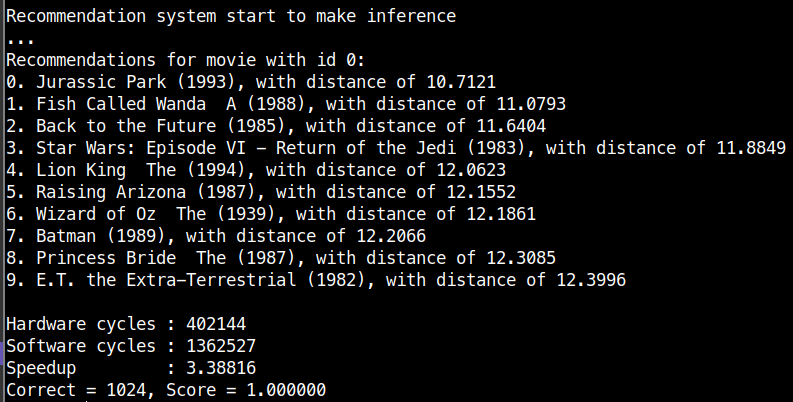 Recommendation system start to make inference
...
Recommendations for movie with id 0:
0. Jurassic Park (1993), with distance of 10.7121
1. Fish Called Wanda  A (1988), with distance of 11.0793
2. Back to the Future (1985), with distance of 11.6404
3. Star Wars: Episode VI - Return of the Jedi (1983), with distance of 11.8849
4. Lion King  The (1994), with distance of 12.0623
5. Raising Arizona (1987), with distance of 12.1552
6. Wizard of Oz  The (1939), with distance of 12.1861
7. Batman (1989), with distance of 12.2066
8. Princess Bride  The (1987), with distance of 12.3085
9. E.T. the Extra-Terrestrial (1982), with distance of 12.3996
Hardware cycles : 402144
Software cycles : 1362527
Speedup         : 3.38816
Correct = 1024, Score = 1.000000